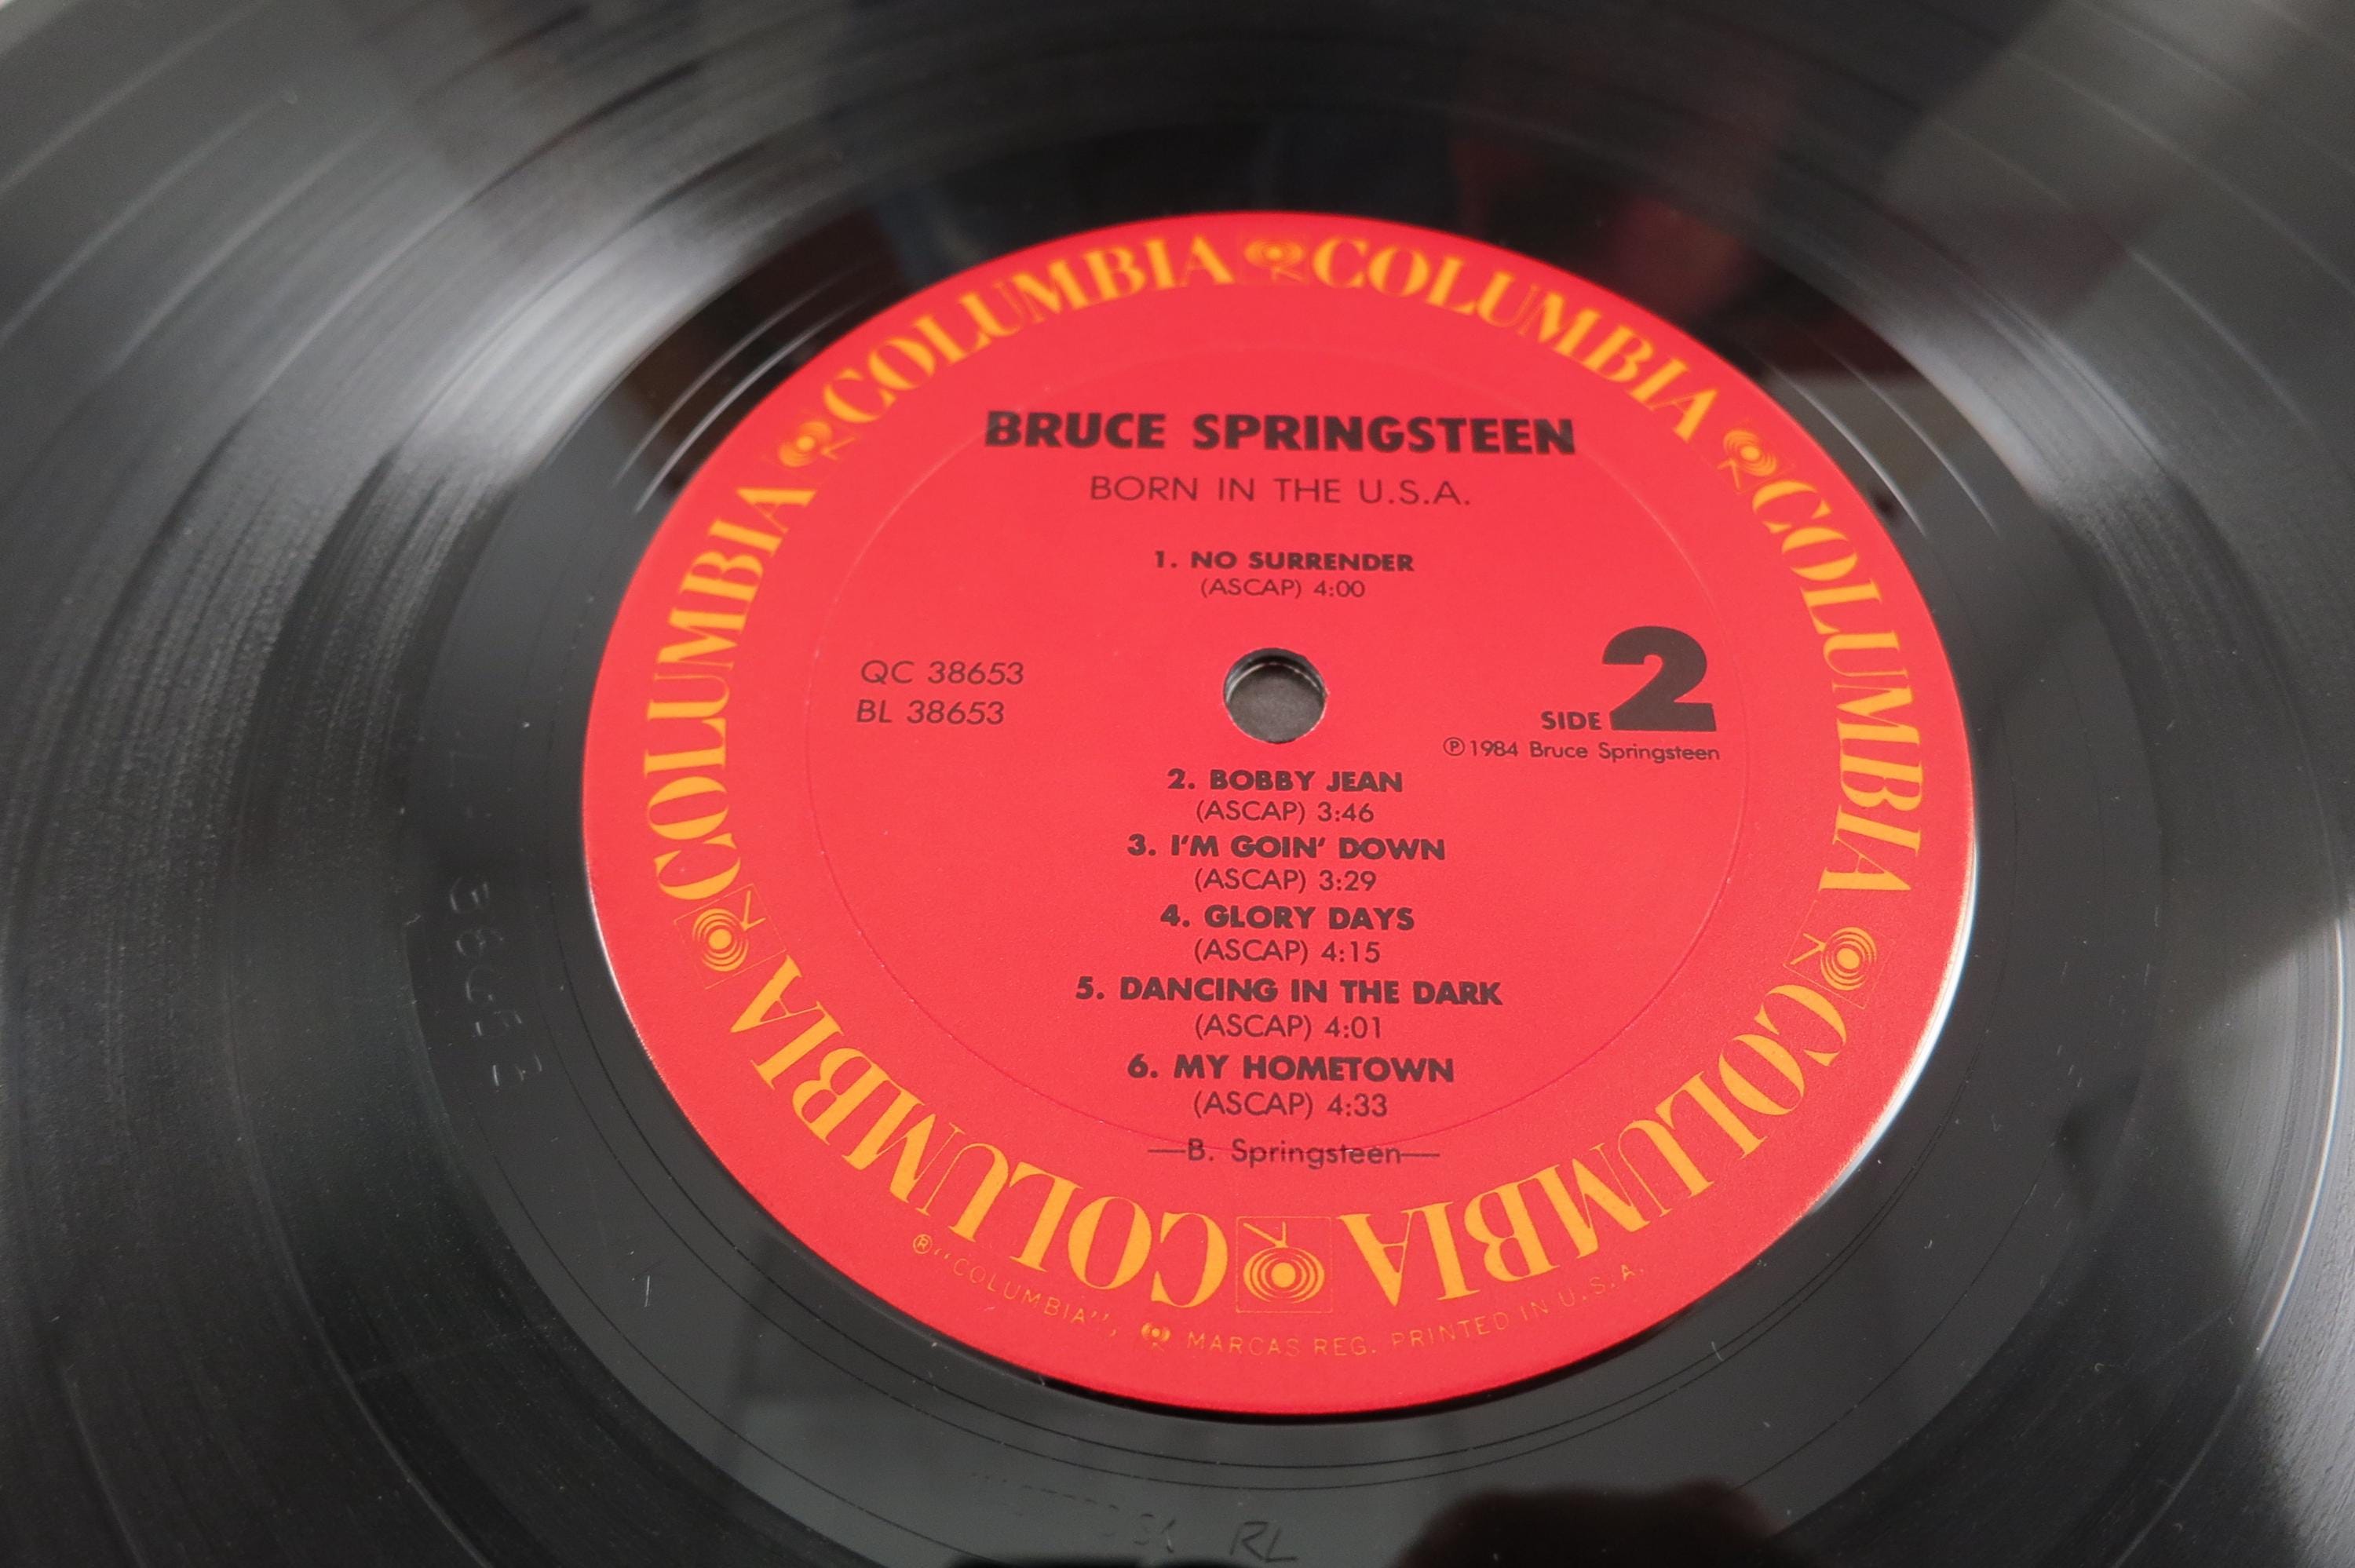 COLUMBIA COLUMBIA COLUMBIA COLUMBIA COLUMBIA COLUMBIA
BRUCE SPRINGSTEEN
BORN IN THE U.S.A.
1. NO SURRENDER
(ASCAP) 4:00
QC 38653
BL 38653
SIDE 2
℗ 1984 Bruce Springsteen
2. BOBBY JEAN
(ASCAP) 3:46
3. I'M GOIN' DOWN
(ASCAP) 3:29
4. GLORY DAYS
(ASCAP) 4:15
5. DANCING IN THE DARK
(ASCAP) 4:01
6. MY HOMETOWN
(ASCAP) 4:33
—B. Springsteen—
® "COLUMBIA", MARCAS REG. PRINTED IN U.S.A.
RL